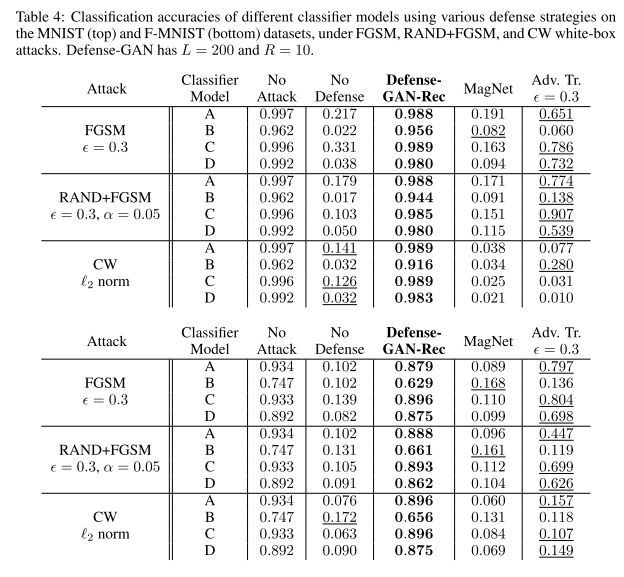 Table 4: Classification accuracies of different classifier models using various defense strategies on
the MNIST (top) and F-MNIST (bottom) datasets, under FGSM, RAND+FGSM, and CW white-box
attacks. Defense-GAN has L = 200 and R = 10.
Attack Classifier Model No Attack No Defense Defense-GAN-Rec MagNet Adv. Tr. ϵ = 0.3
FGSM ϵ = 0.3
A 0.997 0.217 0.988 0.191 0.651
B 0.962 0.022 0.956 0.082 0.060
C 0.996 0.331 0.989 0.163 0.786
D 0.992 0.038 0.980 0.094 0.732
RAND+FGSM ϵ = 0.3, α = 0.05
A 0.997 0.179 0.988 0.171 0.774
B 0.962 0.017 0.944 0.091 0.138
C 0.996 0.103 0.985 0.151 0.907
D 0.992 0.050 0.980 0.115 0.539
CW ℓ2 norm
A 0.997 0.141 0.989 0.038 0.077
B 0.962 0.032 0.916 0.034 0.280
C 0.996 0.126 0.989 0.025 0.031
D 0.992 0.032 0.983 0.021 0.010
Attack Classifier Model No Attack No Defense Defense-GAN-Rec MagNet Adv. Tr. ϵ = 0.3
FGSM ϵ = 0.3
A 0.934 0.102 0.879 0.089 0.797
B 0.747 0.102 0.629 0.168 0.136
C 0.933 0.139 0.896 0.110 0.804
D 0.892 0.082 0.875 0.099 0.698
RAND+FGSM ϵ = 0.3, α = 0.05
A 0.934 0.102 0.888 0.096 0.447
B 0.747 0.131 0.661 0.161 0.119
C 0.933 0.105 0.893 0.112 0.699
D 0.892 0.091 0.862 0.104 0.626
CW ℓ2 norm
A 0.934 0.076 0.896 0.060 0.157
B 0.747 0.172 0.656 0.131 0.118
C 0.933 0.063 0.896 0.084 0.107
D 0.892 0.090 0.875 0.069 0.149